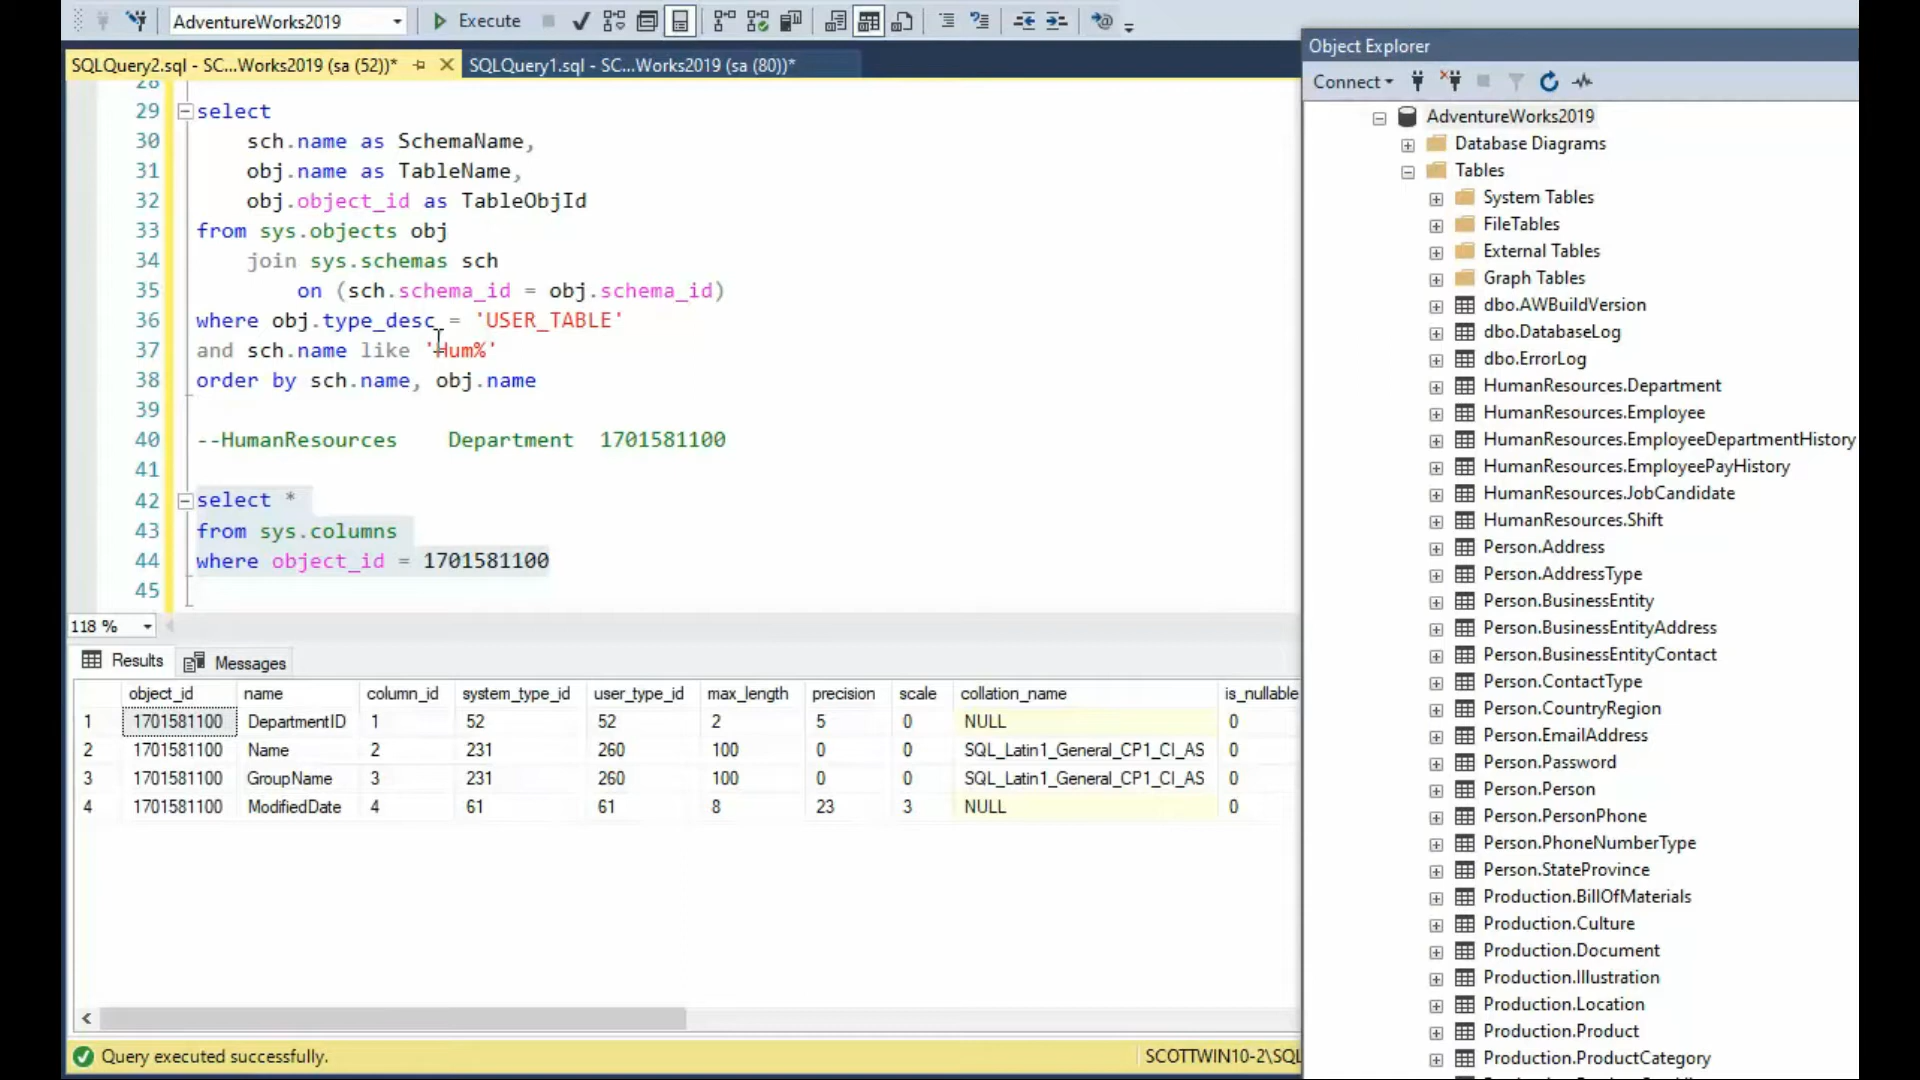 AdventureWorks2019
Execute
SQLQuery2.sql - SC...Works2019 (sa (52))*
SQLQuery1.sql - SC...Works2019 (sa (80))*
28
29 select
30 sch.name as SchemaName,
31 obj.name as TableName,
32 obj.object_id as TableObjId
33 from sys.objects obj
34 join sys.schemas sch
35 on (sch.schema_id = obj.schema_id)
36 where obj.type_desc = 'USER_TABLE'
37 and sch.name like 'Hum%'
38 order by sch.name, obj.name
39
40 --HumanResources Department 1701581100
41
42 select *
43 from sys.columns
44 where object_id = 1701581100
45
118 %
Results Messages
object_id name column_id system_type_id user_type_id max_length precision scale collation_name is_nullable
1 1701581100 DepartmentID 1 52 52 2 5 0 NULL 0
2 1701581100 Name 2 231 260 100 0 0 SQL_Latin1_General_CP1_CI_AS 0
3 1701581100 GroupName 3 231 260 100 0 0 SQL_Latin1_General_CP1_CI_AS 0
4 1701581100 ModifiedDate 4 61 61 8 23 3 NULL 0
Query executed successfully.
SCOTTWIN10-2\SQL
Object Explorer
Connect
AdventureWorks2019
Database Diagrams
Tables
System Tables
FileTables
External Tables
Graph Tables
dbo.AWBuildVersion
dbo.DatabaseLog
dbo.ErrorLog
HumanResources.Department
HumanResources.Employee
HumanResources.EmployeeDepartmentHistory
HumanResources.EmployeePayHistory
HumanResources.JobCandidate
HumanResources.Shift
Person.Address
Person.AddressType
Person.BusinessEntity
Person.BusinessEntityAddress
Person.BusinessEntityContact
Person.ContactType
Person.CountryRegion
Person.EmailAddress
Person.Password
Person.Person
Person.PersonPhone
Person.PhoneNumberType
Person.StateProvince
Production.BillOfMaterials
Production.Culture
Production.Document
Production.Illustration
Production.Location
Production.Product
Production.ProductCategory